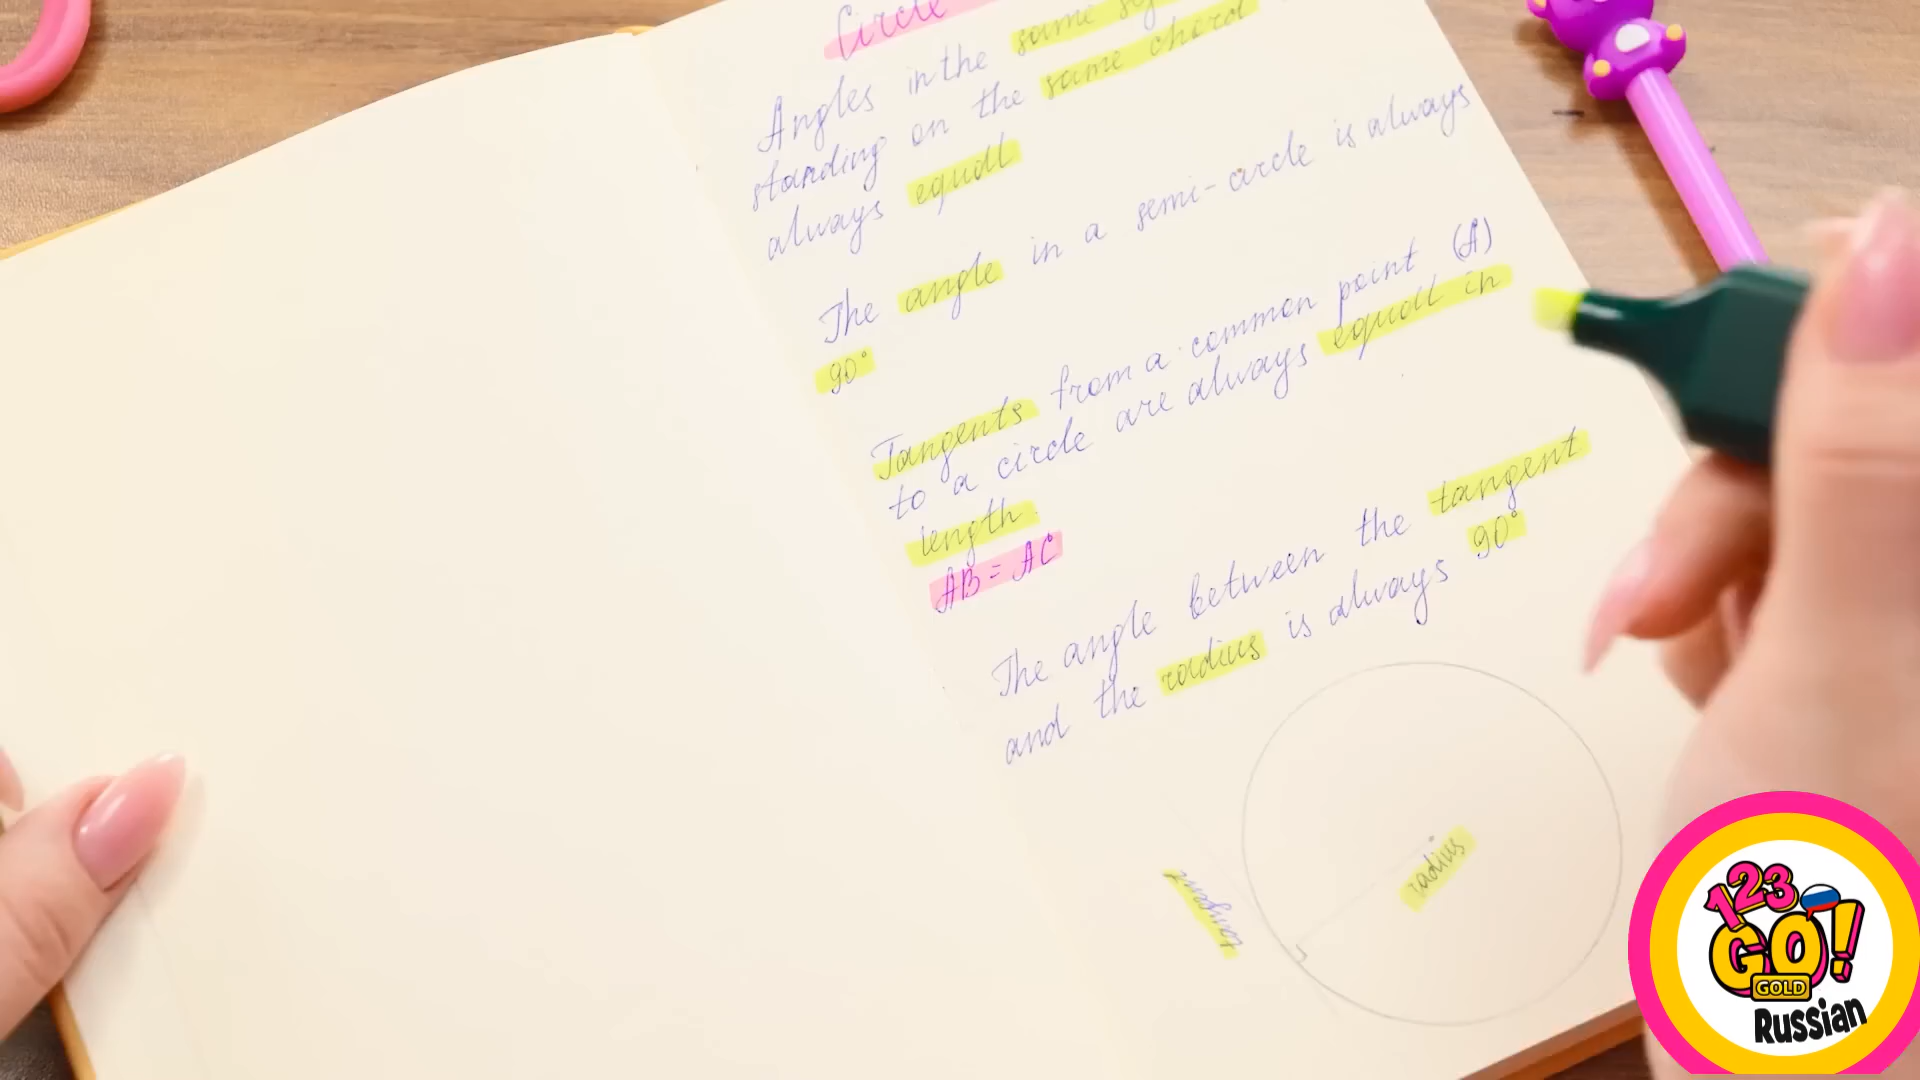 Circle
Angles in the same
standing on the same chord
always equall
The angle in a semi-circle is always
90°
Tangents from a common point (A)
to a circle are always equall in
length.
AB = AC
The angle between the tangent
and the radius is always 90°
radius
tangent
123
GO!
GOLD
Russian